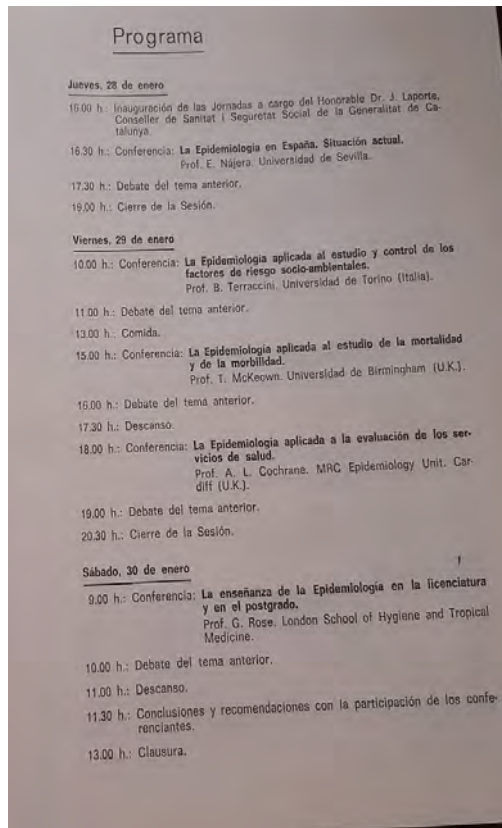 Programa
Jueves, 28 de enero
16.00 h.: Inauguración de las Jornadas a cargo del Honorable Dr. J. Laporte,
Conseller de Sanitat i Seguretat Social de la Generalitat de Ca-
talunya.
16.30 h.: Conferencia: La Epidemiología en España. Situación actual.
Prof. E. Nájera. Universidad de Sevilla.
17.30 h.: Debate del tema anterior.
19.00 h.: Cierre de la Sesión.
Viernes, 29 de enero
10.00 h.: Conferencia: La Epidemiología aplicada al estudio y control de los
factores de riesgo socio-ambientales.
Prof. B. Terraccini. Universidad de Torino (Italia).
11.00 h.: Debate del tema anterior.
13.00 h.: Comida.
15.00 h.: Conferencia: La Epidemiología aplicada al estudio de la mortalidad
y de la morbilidad.
Prof. T. McKeown. Universidad de Birmingham (U.K.).
16.00 h.: Debate del tema anterior.
17.30 h.: Descanso.
18.00 h.: Conferencia: La Epidemiología aplicada a la evaluación de los ser-
vicios de salud.
Prof. A. L. Cochrane. MRC Epidemiology Unit. Car-
diff (U.K.).
19.00 h.: Debate del tema anterior.
20.30 h.: Cierre de la Sesión.
Sábado, 30 de enero
9.00 h.: Conferencia: La enseñanza de la Epidemiología en la licenciatura
y en el postgrado.
Prof. G. Rose. London School of Hygiene and Tropical
Medicine.
10.00 h.: Debate del tema anterior.
11.00 h.: Descanso.
11.30 h.: Conclusiones y recomendaciones con la participación de los confe-
renciantes.
13.00 h.: Clausura.